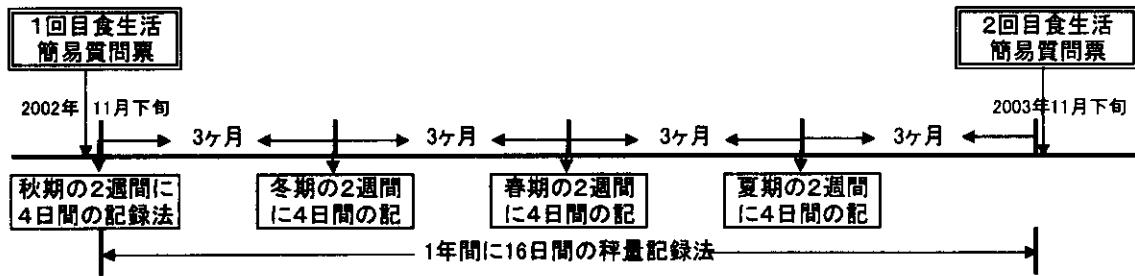 1回目食生活
簡易質問票
2回目食生活
簡易質問票
2002年 11月下旬
2003年11月下旬
3ヶ月
3ヶ月
3ヶ月
3ヶ月
秋期の2週間に
4日間の記録法
冬期の2週間
に4日間の記
春期の2週間
に4日間の記
夏期の2週間
に4日間の記
1年間に16日間の秤量記録法